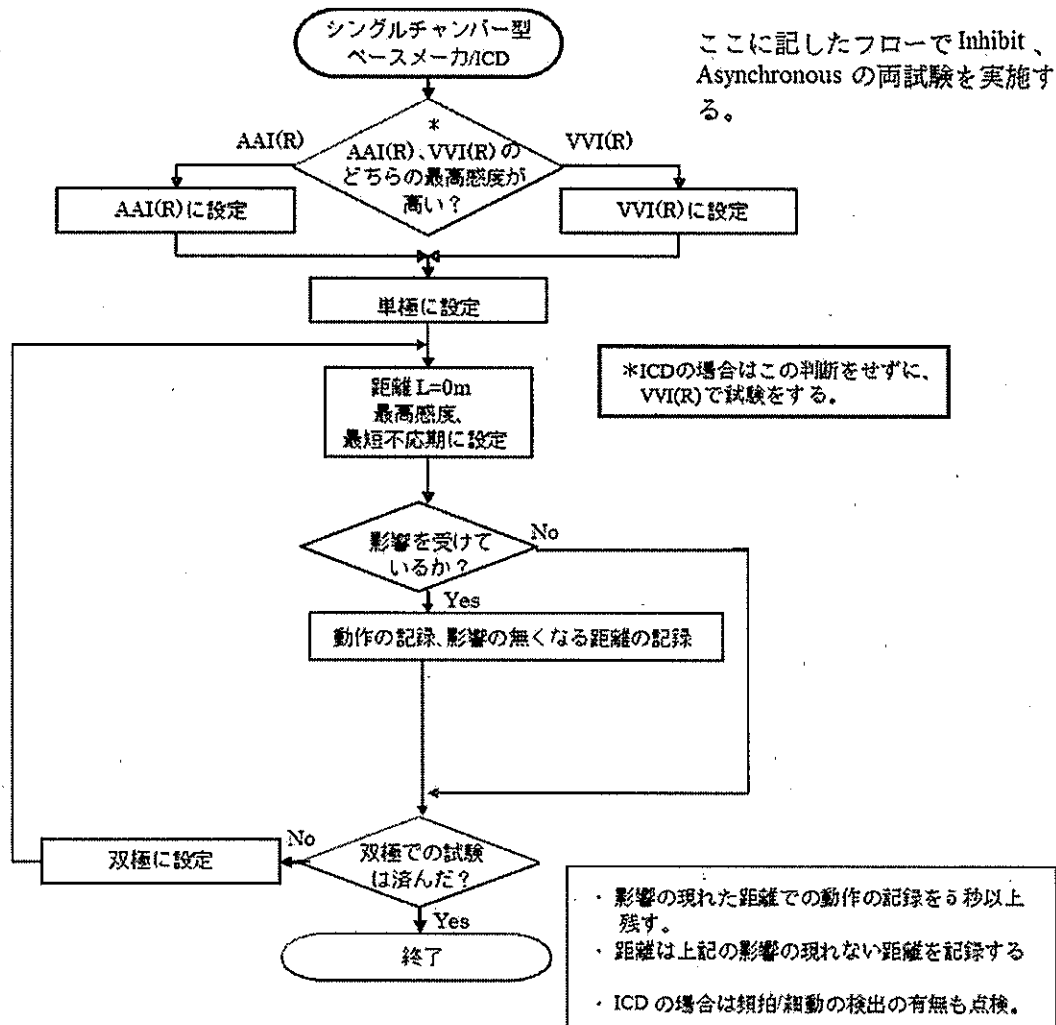 シングルチャンバー型
ペースメーカ/ICD
ここに記したフローで Inhibit 、
Asynchronous の両試験を実施す
る。
*
AAI(R)
AAI(R)、VVI(R) の
どちらの最高感度が
高い?
VVI(R)
AAI(R)に設定
VVI(R)に設定
単極に設定
*ICDの場合はこの判断をせずに、
VVI(R)で試験をする。
距離 L=0m
最高感度、
最短不応期に設定
影響を受けて
いるか?
No
Yes
動作の記録、影響の無くなる距離の記録
双極に設定
No
双極での試験
は済んだ?
Yes
終了
・ 影響の現れた距離での動作の記録を5秒以上
残す。
・ 距離は上記の影響の現れない距離を記録する
・ ICD の場合は頻拍/細動の検出の有無も点検。